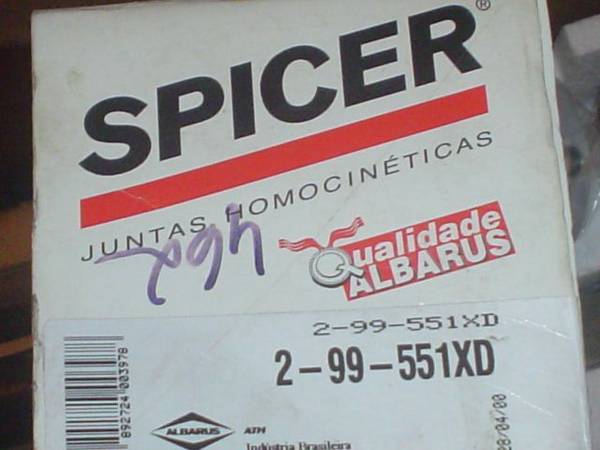 SPICER®
JUNTAS HOMOCINÉTICAS
Qualidade
ALBARUS
2-99-551XD
2-99-551XD
892724 003978
ALBARUS
ATH
Indústria Brasileira
28/04/00